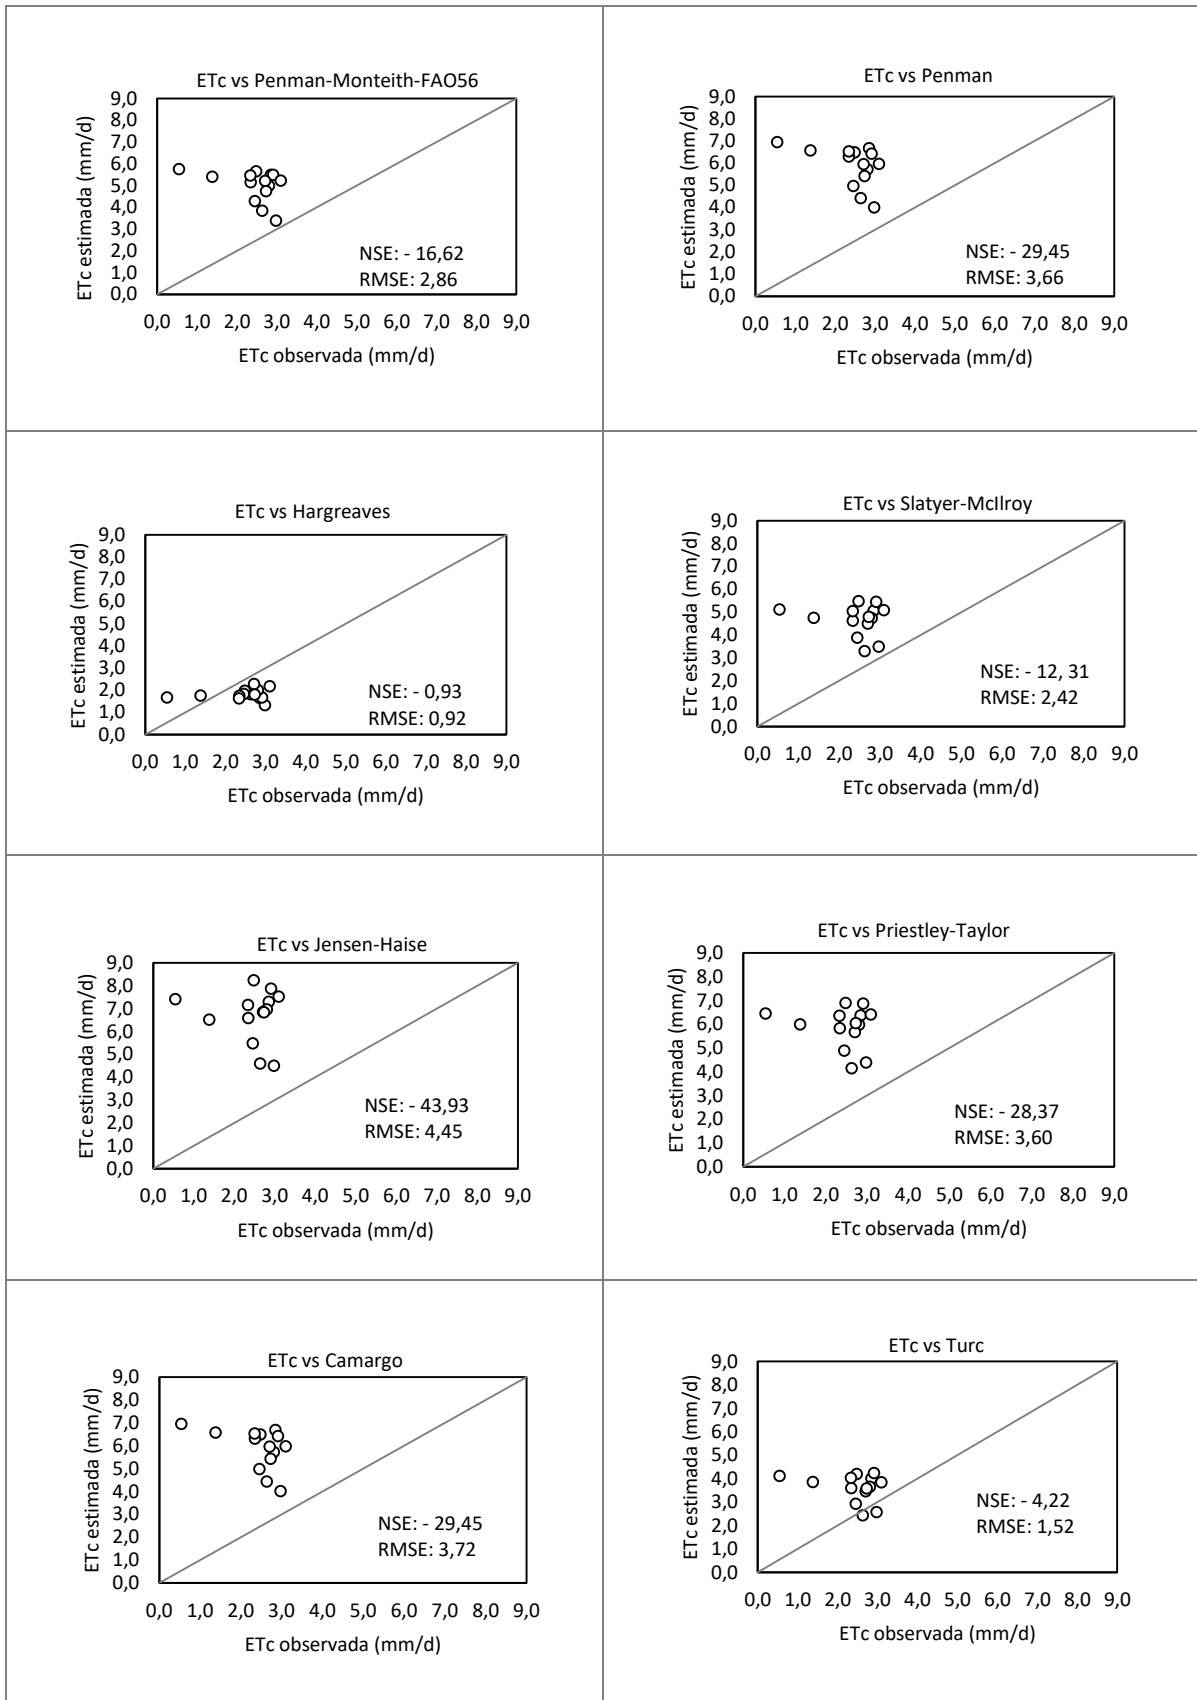 ETc vs Penman-Monteith-FAO56
ETc estimada (mm/d)
9,0
8,0
7,0
6,0
5,0
4,0
3,0
2,0
1,0
0,0
NSE: - 16,62
RMSE: 2,86
0,0 1,0 2,0 3,0 4,0 5,0 6,0 7,0 8,0 9,0
ETc observada (mm/d)
ETc vs Penman
ETc estimada (mm/d)
9,0
8,0
7,0
6,0
5,0
4,0
3,0
2,0
1,0
0,0
NSE: - 29,45
RMSE: 3,66
0,0 1,0 2,0 3,0 4,0 5,0 6,0 7,0 8,0 9,0
ETc observada (mm/d)
ETc vs Hargreaves
ETc estimada (mm/d)
9,0
8,0
7,0
6,0
5,0
4,0
3,0
2,0
1,0
0,0
NSE: - 0,93
RMSE: 0,92
0,0 1,0 2,0 3,0 4,0 5,0 6,0 7,0 8,0 9,0
ETc observada (mm/d)
ETc vs Slatyer-McIlroy
ETc estimada (mm/d)
9,0
8,0
7,0
6,0
5,0
4,0
3,0
2,0
1,0
0,0
NSE: - 12, 31
RMSE: 2,42
0,0 1,0 2,0 3,0 4,0 5,0 6,0 7,0 8,0 9,0
ETc observada (mm/d)
ETc vs Jensen-Haise
ETc estimada (mm/d)
9,0
8,0
7,0
6,0
5,0
4,0
3,0
2,0
1,0
0,0
NSE: - 43,93
RMSE: 4,45
0,0 1,0 2,0 3,0 4,0 5,0 6,0 7,0 8,0 9,0
ETc observada (mm/d)
ETc vs Priestley-Taylor
ETc estimada (mm/d)
9,0
8,0
7,0
6,0
5,0
4,0
3,0
2,0
1,0
0,0
NSE: - 28,37
RMSE: 3,60
0,0 1,0 2,0 3,0 4,0 5,0 6,0 7,0 8,0 9,0
ETc observada (mm/d)
ETc vs Camargo
ETc estimada (mm/d)
9,0
8,0
7,0
6,0
5,0
4,0
3,0
2,0
1,0
0,0
NSE: - 29,45
RMSE: 3,72
0,0 1,0 2,0 3,0 4,0 5,0 6,0 7,0 8,0 9,0
ETc observada (mm/d)
ETc vs Turc
ETc estimada (mm/d)
9,0
8,0
7,0
6,0
5,0
4,0
3,0
2,0
1,0
0,0
NSE: - 4,22
RMSE: 1,52
0,0 1,0 2,0 3,0 4,0 5,0 6,0 7,0 8,0 9,0
ETc observada (mm/d)